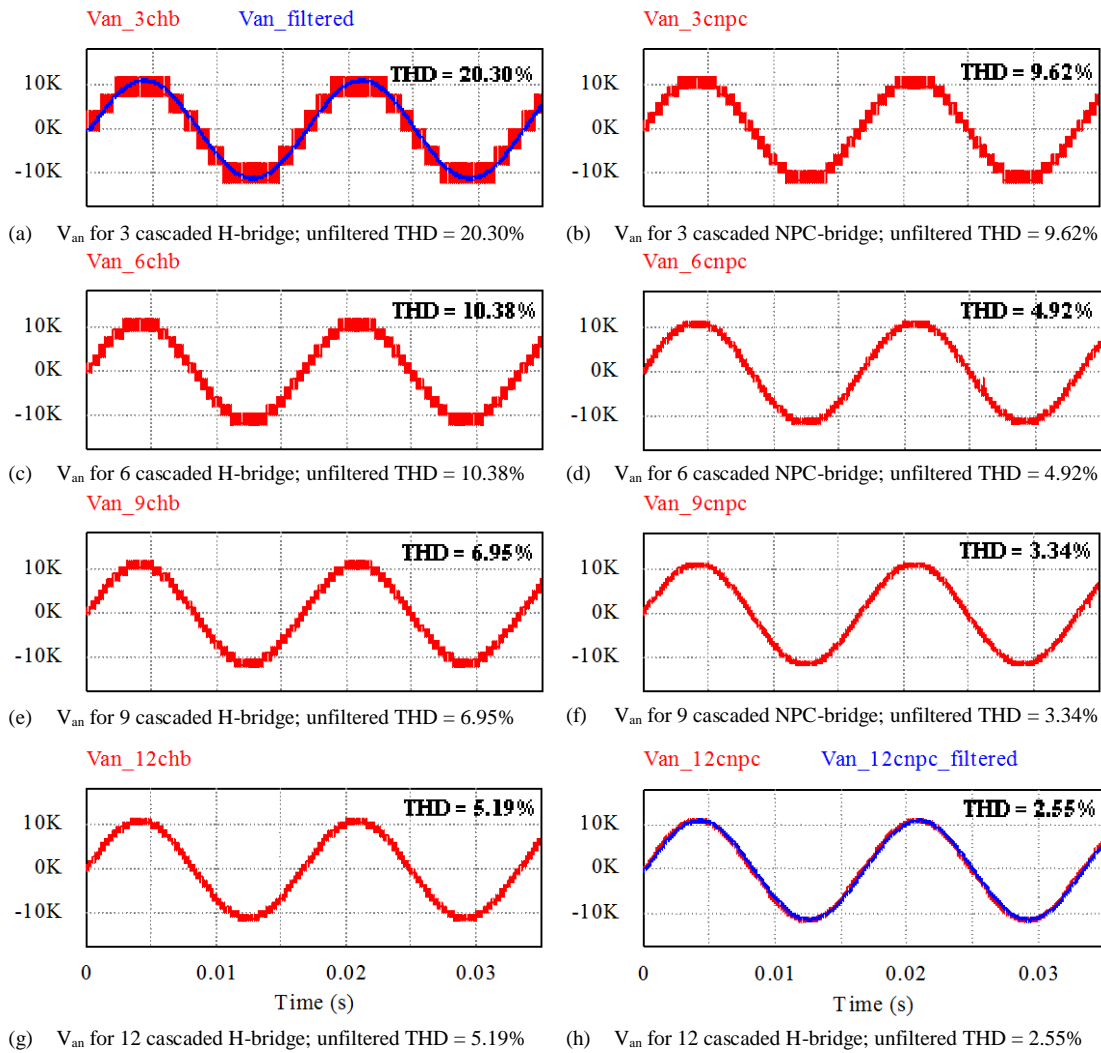 Van_3chb Van_filtered
THD = 20.30%
10K
0K
-10K
(a) Van for 3 cascaded H-bridge; unfiltered THD = 20.30%
Van_3cnpc
THD = 9.62%
10K
0K
-10K
(b) Van for 3 cascaded NPC-bridge; unfiltered THD = 9.62%
Van_6chb
THD = 10.38%
10K
0K
-10K
(c) Van for 6 cascaded H-bridge; unfiltered THD = 10.38%
Van_6cnpc
THD = 4.92%
10K
0K
-10K
(d) Van for 6 cascaded NPC-bridge; unfiltered THD = 4.92%
Van_9chb
THD = 6.95%
10K
0K
-10K
(e) Van for 9 cascaded H-bridge; unfiltered THD = 6.95%
Van_9cnpc
THD = 3.34%
10K
0K
-10K
(f) Van for 9 cascaded NPC-bridge; unfiltered THD = 3.34%
Van_12chb
THD = 5.19%
10K
0K
-10K
0 0.01 0.02 0.03
Time (s)
(g) Van for 12 cascaded H-bridge; unfiltered THD = 5.19%
Van_12cnpc Van_12cnpc_filtered
THD = 2.55%
10K
0K
-10K
0 0.01 0.02 0.03
Time (s)
(h) Van for 12 cascaded H-bridge; unfiltered THD = 2.55%